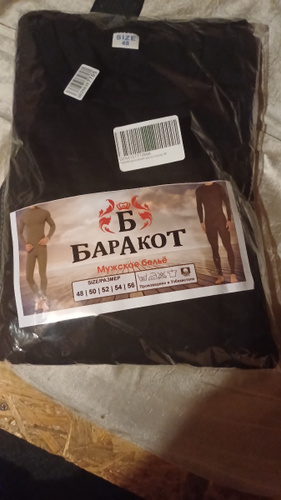 SIZE
48
Б
БАРАКОТ
Мужское бельё
SIZE/РАЗМЕР
48 | 50 | 52 | 54 | 56
Произведено в Узбекистане